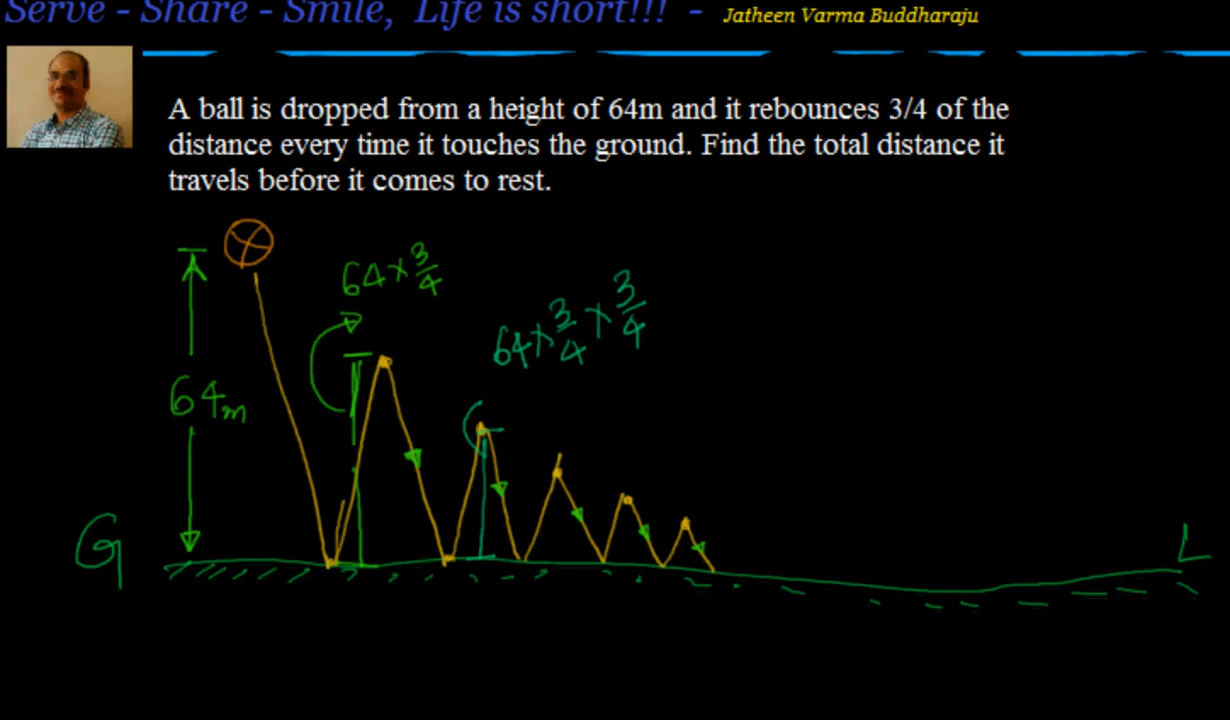 Serve - Share - Smile, Life is short!!! - Jatheen Varma Buddharaju
A ball is dropped from a height of 64m and it rebounces 3/4 of the
distance every time it touches the ground. Find the total distance it
travels before it comes to rest.
64×3/4
64×3/4×3/4
64m
G L